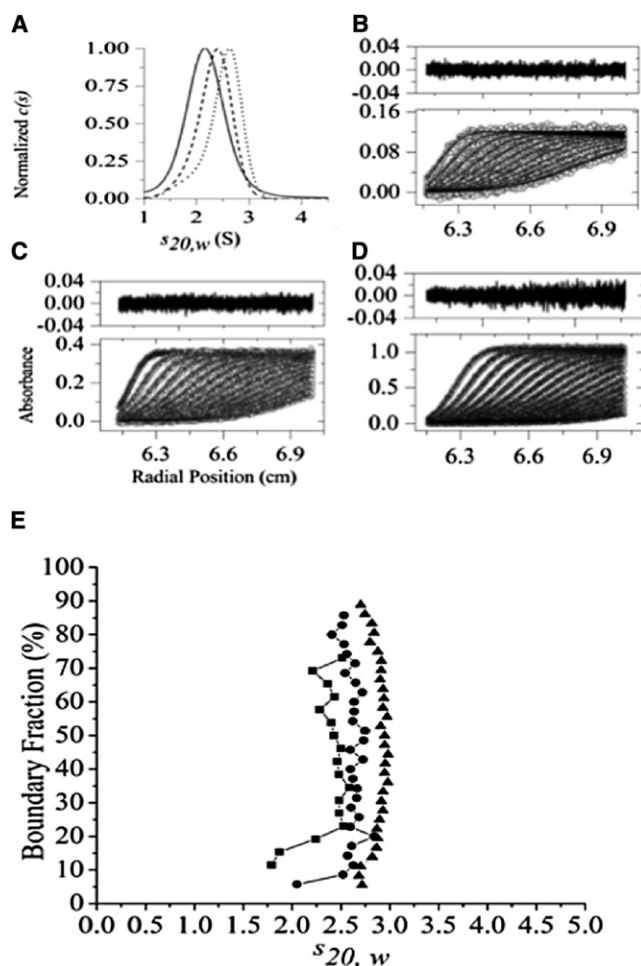 A
Normalized c(s)
1.00
0.75
0.50
0.25
0.00
1 2 3 4
s20,w (S)
B
0.04
0.00
-0.04
0.16
0.08
0.00
6.3 6.6 6.9
C
0.04
0.00
-0.04
Absorbance
0.4
0.2
0.0
6.3 6.6 6.9
Radial Position (cm)
D
0.04
0.00
-0.04
1.0
0.5
0.0
6.3 6.6 6.9
E
Boundary Fraction (%)
100
90
80
70
60
50
40
30
20
10
0
0.0 0.5 1.0 1.5 2.0 2.5 3.0 3.5 4.0 4.5 5.0
s20, w